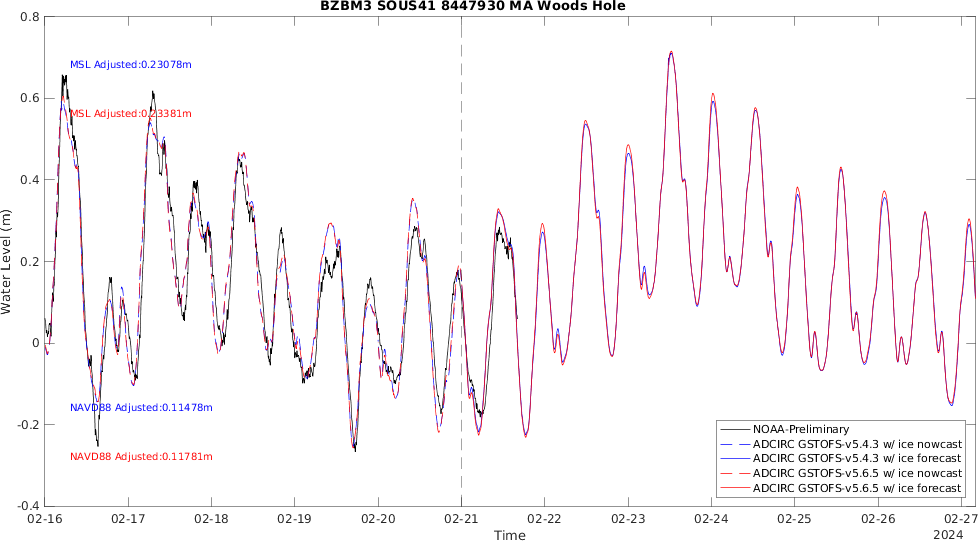 BZBM3 SOUS41 8447930 MA Woods Hole
0.8
0.6
0.4
0.2
0
-0.2
-0.4
Water Level (m)
MSL Adjusted:0.23078m
MSL Adjusted:0.23381m
NAVD88 Adjusted:0.11478m
NAVD88 Adjusted:0.11781m
NOAA-Preliminary
ADCIRC GSTOFS-v5.4.3 w/ ice nowcast
ADCIRC GSTOFS-v5.4.3 w/ ice forecast
ADCIRC GSTOFS-v5.6.5 w/ ice nowcast
ADCIRC GSTOFS-v5.6.5 w/ ice forecast
02-16 02-17 02-18 02-19 02-20 02-21 02-22 02-23 02-24 02-25 02-26 02-27
Time
2024